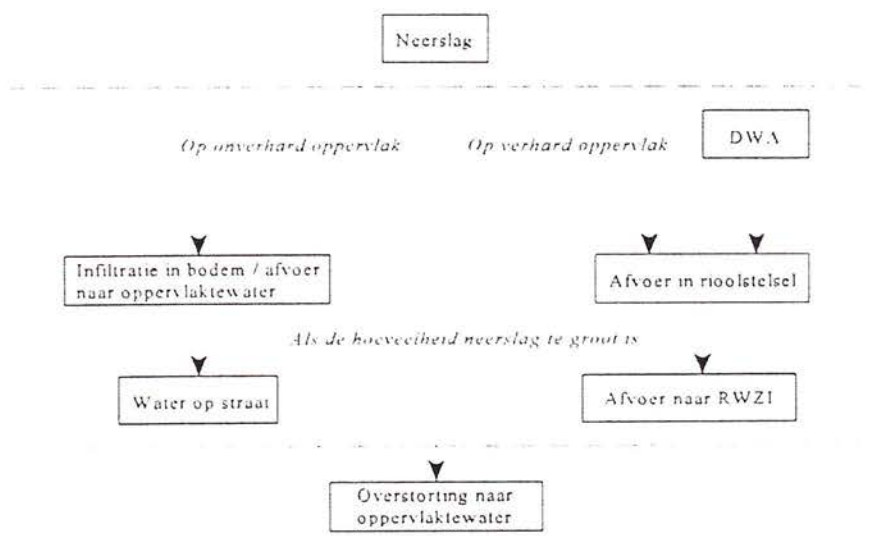 Neerslag
Op onverhard oppervlak
Op verhard oppervlak
DWA
Infiltratie in bodem / afvoer
naar oppervlaktewater
Afvoer in rioolstelsel
Als de hoeveelheid neerslag te groot is
Water op straat
Afvoer naar RWZI
Overstorting naar
oppervlaktewater